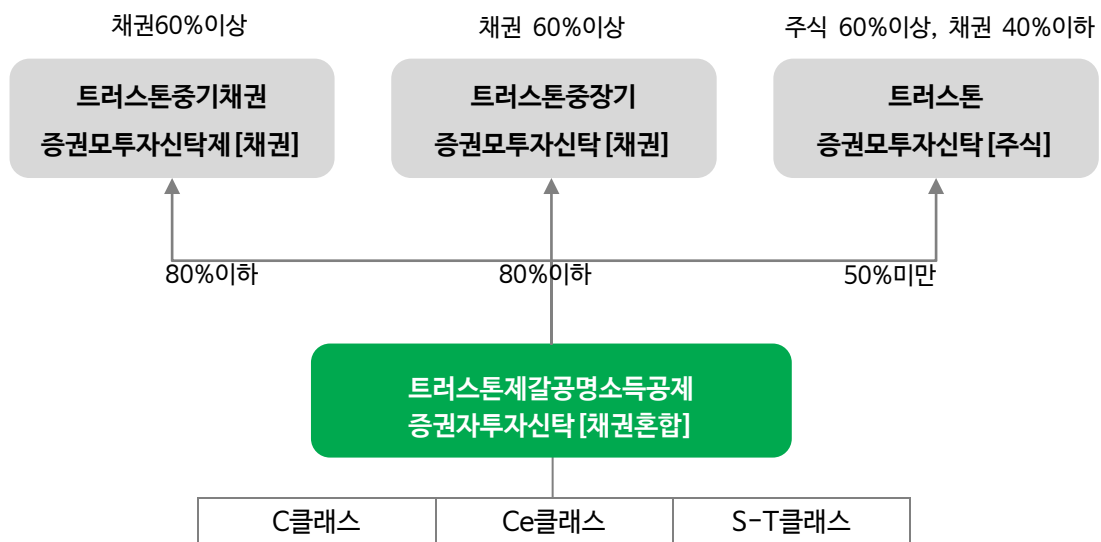 채권60%이상
채권 60%이상
주식 60%이상, 채권 40%이하
트러스톤중기채권
증권모투자신탁제[채권]
트러스톤중장기
증권모투자신탁[채권]
트러스톤
증권모투자신탁[주식]
80%이하
80%이하
50%미만
트러스톤제갈공명소득공제
증권자투자신탁[채권혼합]
C클래스
Ce클래스
S-T클래스